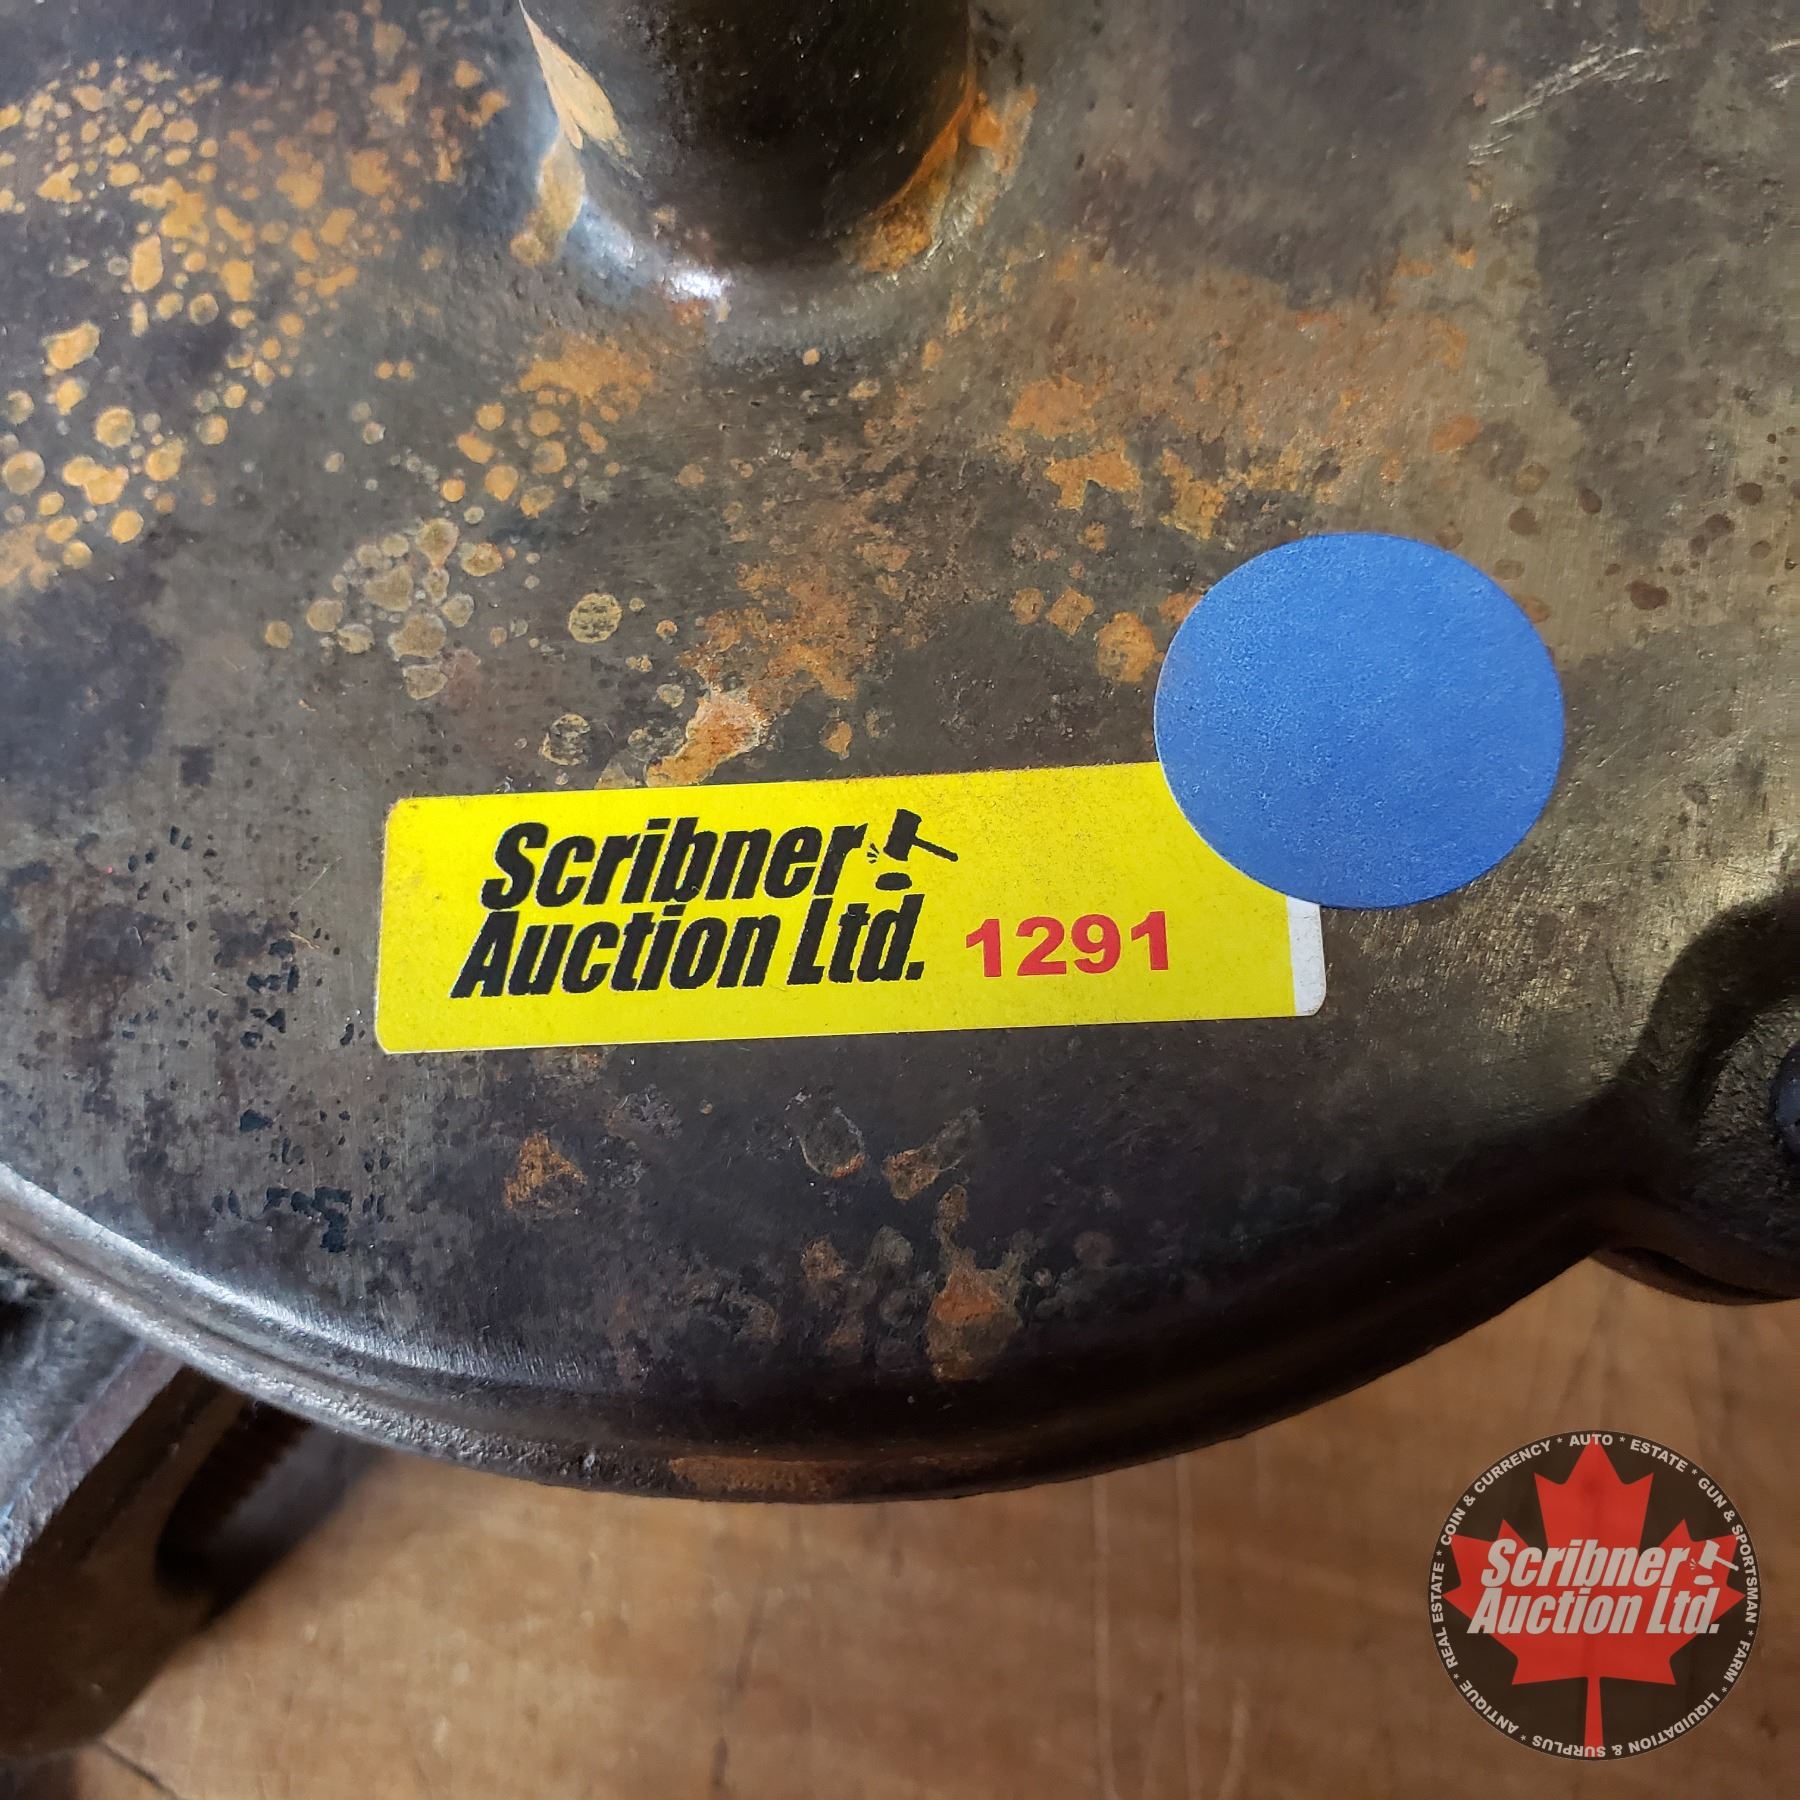 Scribner
Auction Ltd. 1291
REAL ESTATE * COIN & CURRENCY * AUTO * ESTATE * GUN & SPORTSMAN * FARM * LIQUIDATION & SURPLUS * ANTIQUE *
Scribner
Auction Ltd.